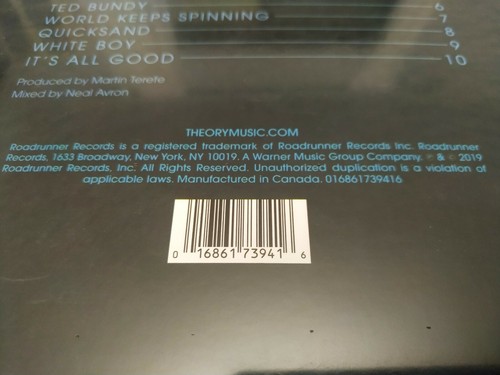 TED BUNDY 6
WORLD KEEPS SPINNING 7
QUICKSAND 8
WHITE BOY 9
IT'S ALL GOOD 10
Produced by Martin Terefe
Mixed by Neal Avron
THEORYMUSIC.COM
Roadrunner Records is a registered trademark of Roadrunner Records Inc. Roadrunner
Records, 1633 Broadway, New York, NY 10019. A Warner Music Group Company. ℗ & © 2019
Roadrunner Records, Inc. All Rights Reserved. Unauthorized duplication is a violation of
applicable laws. Manufactured in Canada. 016861739416
0 16861 73941 6